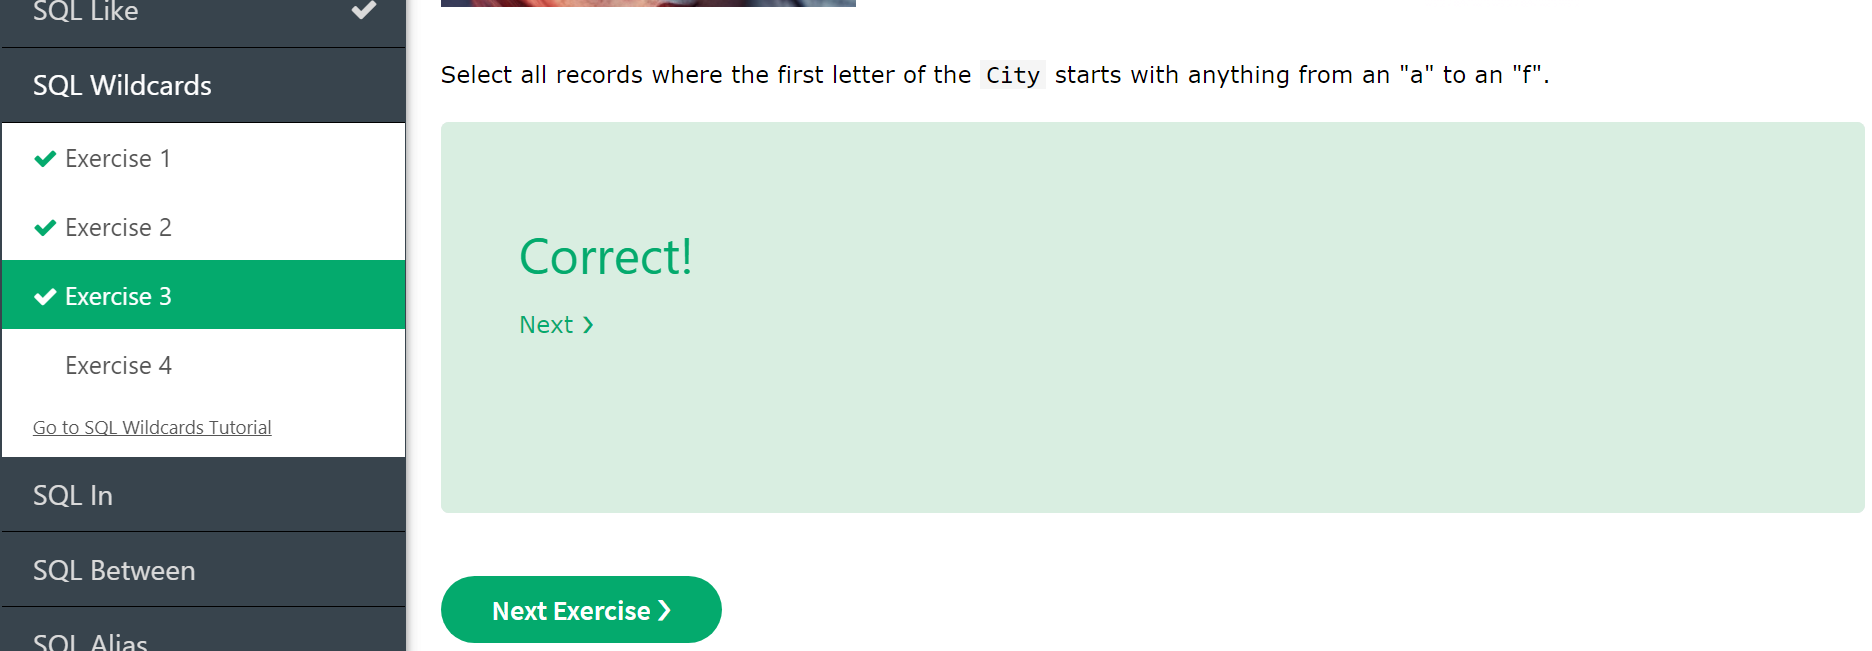 SQL Like
SQL Wildcards
Exercise 1
Exercise 2
Exercise 3
Exercise 4
Go to SQL Wildcards Tutorial
SQL In
SQL Between
SQL Alias
Select all records where the first letter of the City starts with anything from an "a" to an "f".
Correct!
Next ❯
Next Exercise ❯